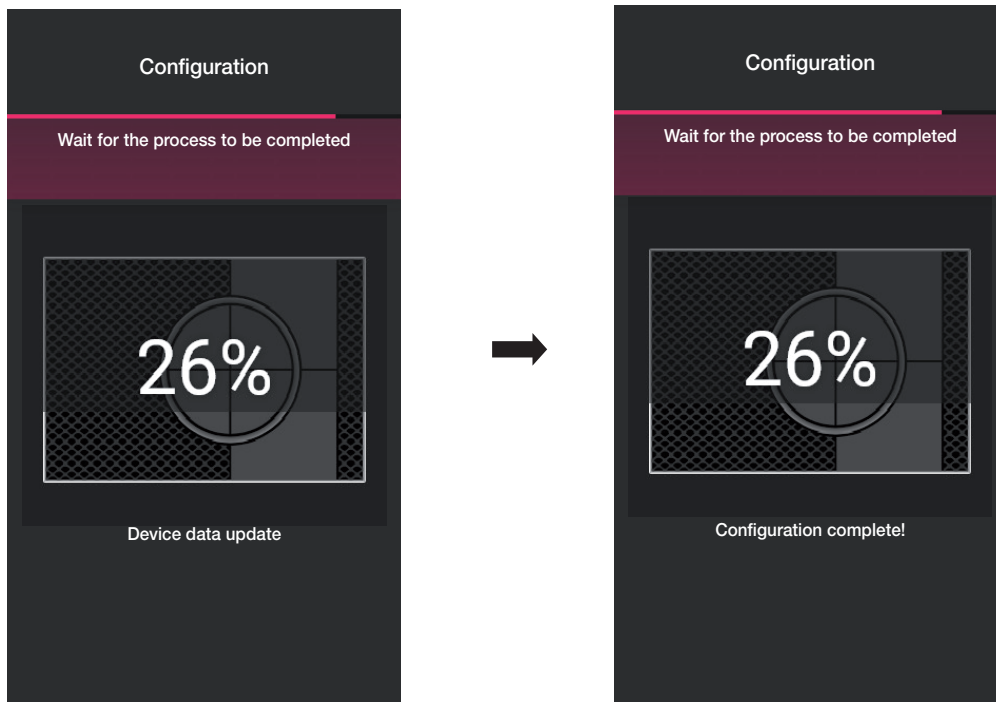 Configuration
Wait for the process to be completed
26%
Device data update
Configuration
Wait for the process to be completed
26%
Configuration complete!